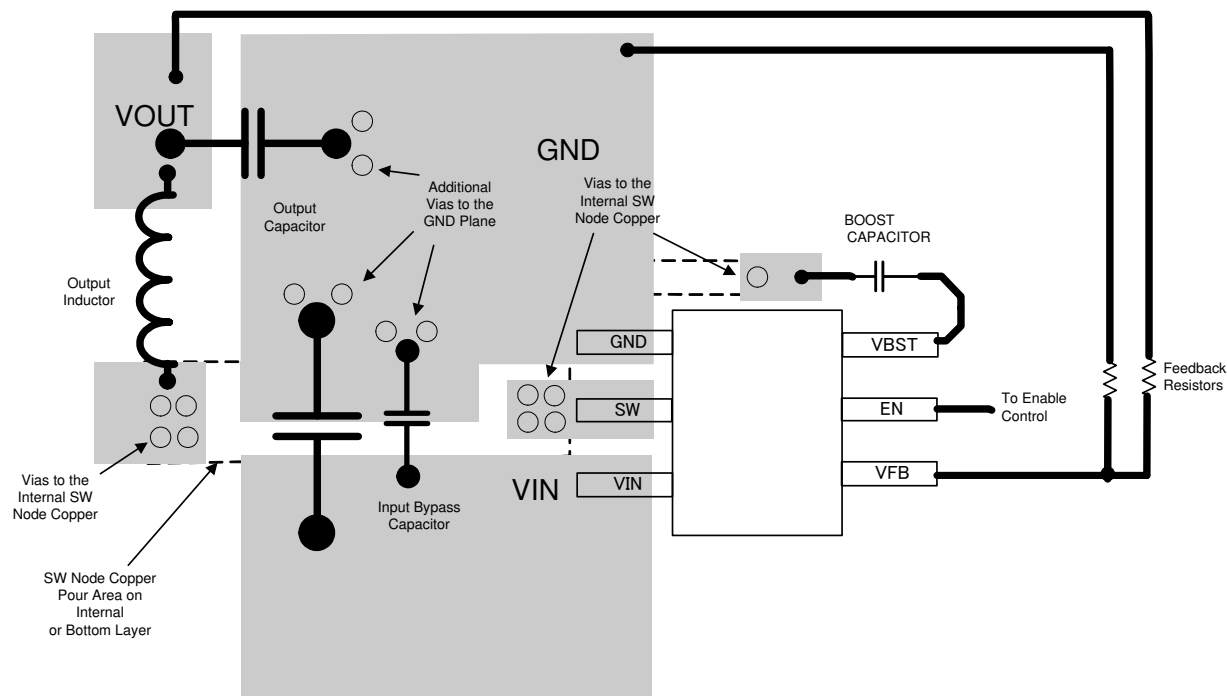 VOUT
GND
Output
Capacitor
Additional
Vias to the
GND Plane
Vias to the
Internal SW
Node Copper
BOOST
CAPACITOR
Output
Inductor
GND
VBST
SW
EN
To Enable
Control
Feedback
Resistors
VIN
VIN
VFB
Input Bypass
Capacitor
Vias to the
Internal SW
Node Copper
SW Node Copper
Pour Area on
Internal
or Bottom Layer